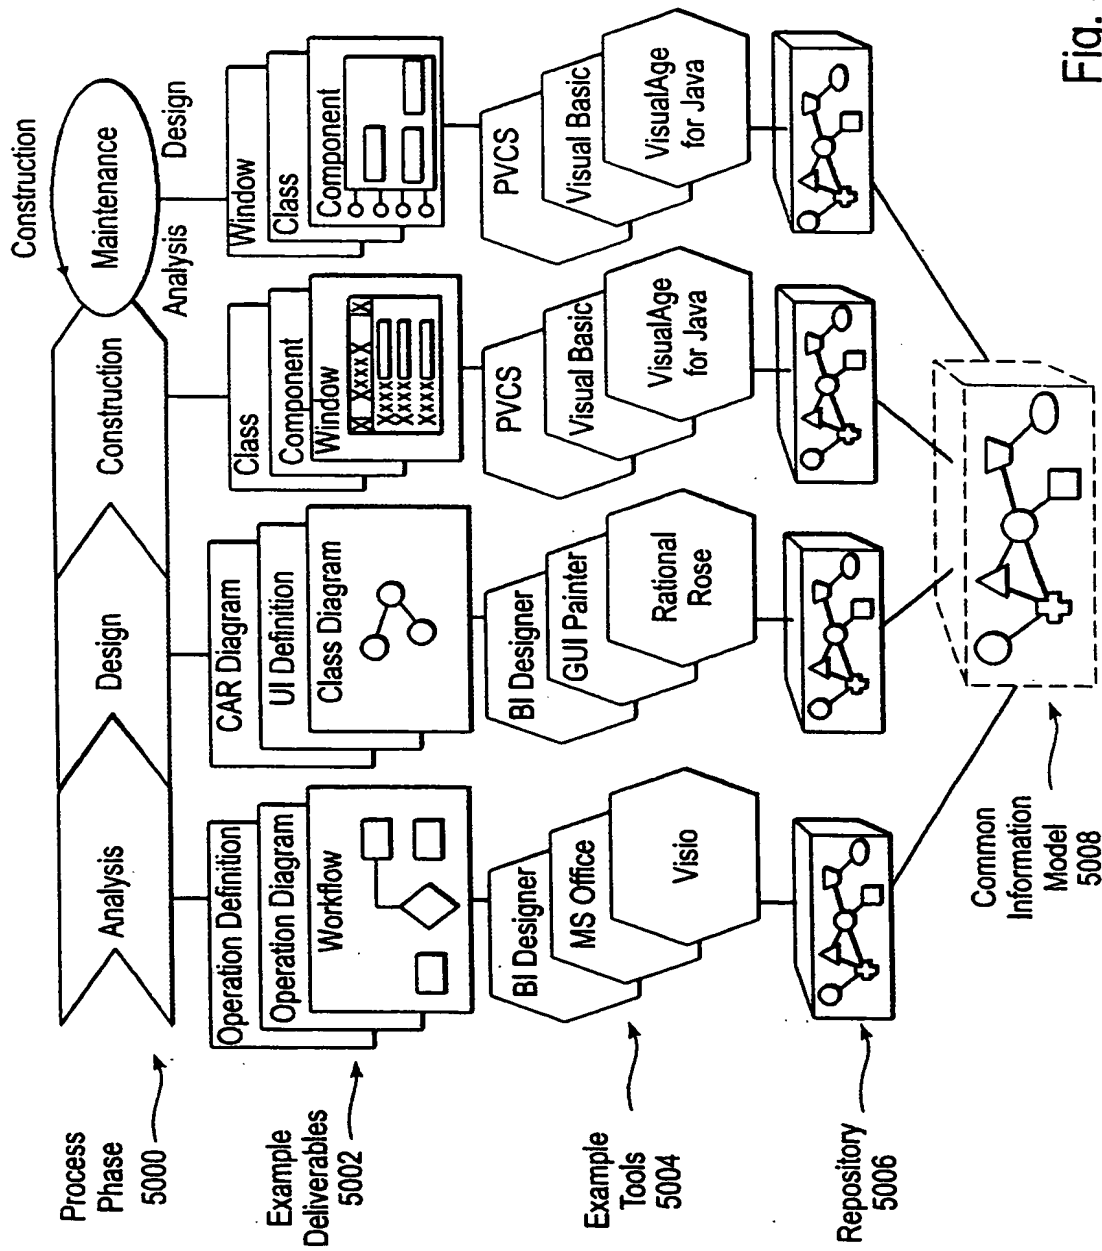 Process
Phase
5000
Analysis
Design
Construction
Maintenance
Construction
Analysis
Design
Example
Deliverables
5002
Operation Definition
Operation Diagram
Workflow
CAR Diagram
UI Definition
Class Diagram
Class
Component
Window
X XXXX X X
XXXX
XXXX
XXXX
Window
Class
Component
Example
Tools
5004
BI Designer
MS Office
Visio
BI Designer
GUI Painter
Rational
Rose
PVCS
Visual Basic
VisualAge
for Java
PVCS
Visual Basic
VisualAge
for Java
Repository
5006
Common
Information
Model
5008
Fig.